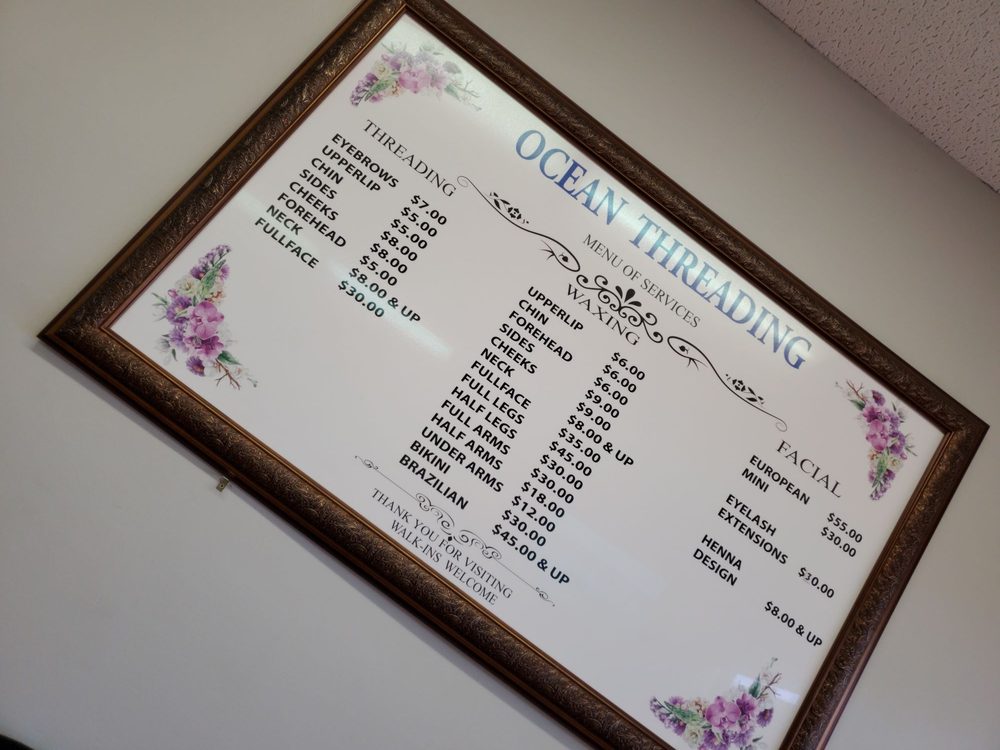 OCEAN THREADING
MENU OF SERVICES
THREADING
EYEBROWS $7.00
UPPERLIP $5.00
CHIN $5.00
SIDES $8.00
CHEEKS $8.00
FOREHEAD $5.00
NECK $8.00 & UP
FULLFACE $30.00
WAXING
UPPERLIP $6.00
CHIN $6.00
FOREHEAD $6.00
SIDES $9.00
CHEEKS $9.00
NECK $8.00 & UP
FULLFACE $35.00
FULL LEGS $45.00
HALF LEGS $30.00
FULL ARMS $30.00
HALF ARMS $18.00
UNDER ARMS $12.00
BIKINI $30.00
BRAZILIAN $45.00 & UP
FACIAL
EUROPEAN $55.00
MINI $30.00
EYELASH
EXTENSIONS $30.00
HENNA
DESIGN $8.00 & UP
THANK YOU FOR VISITING
WALK-INS WELCOME